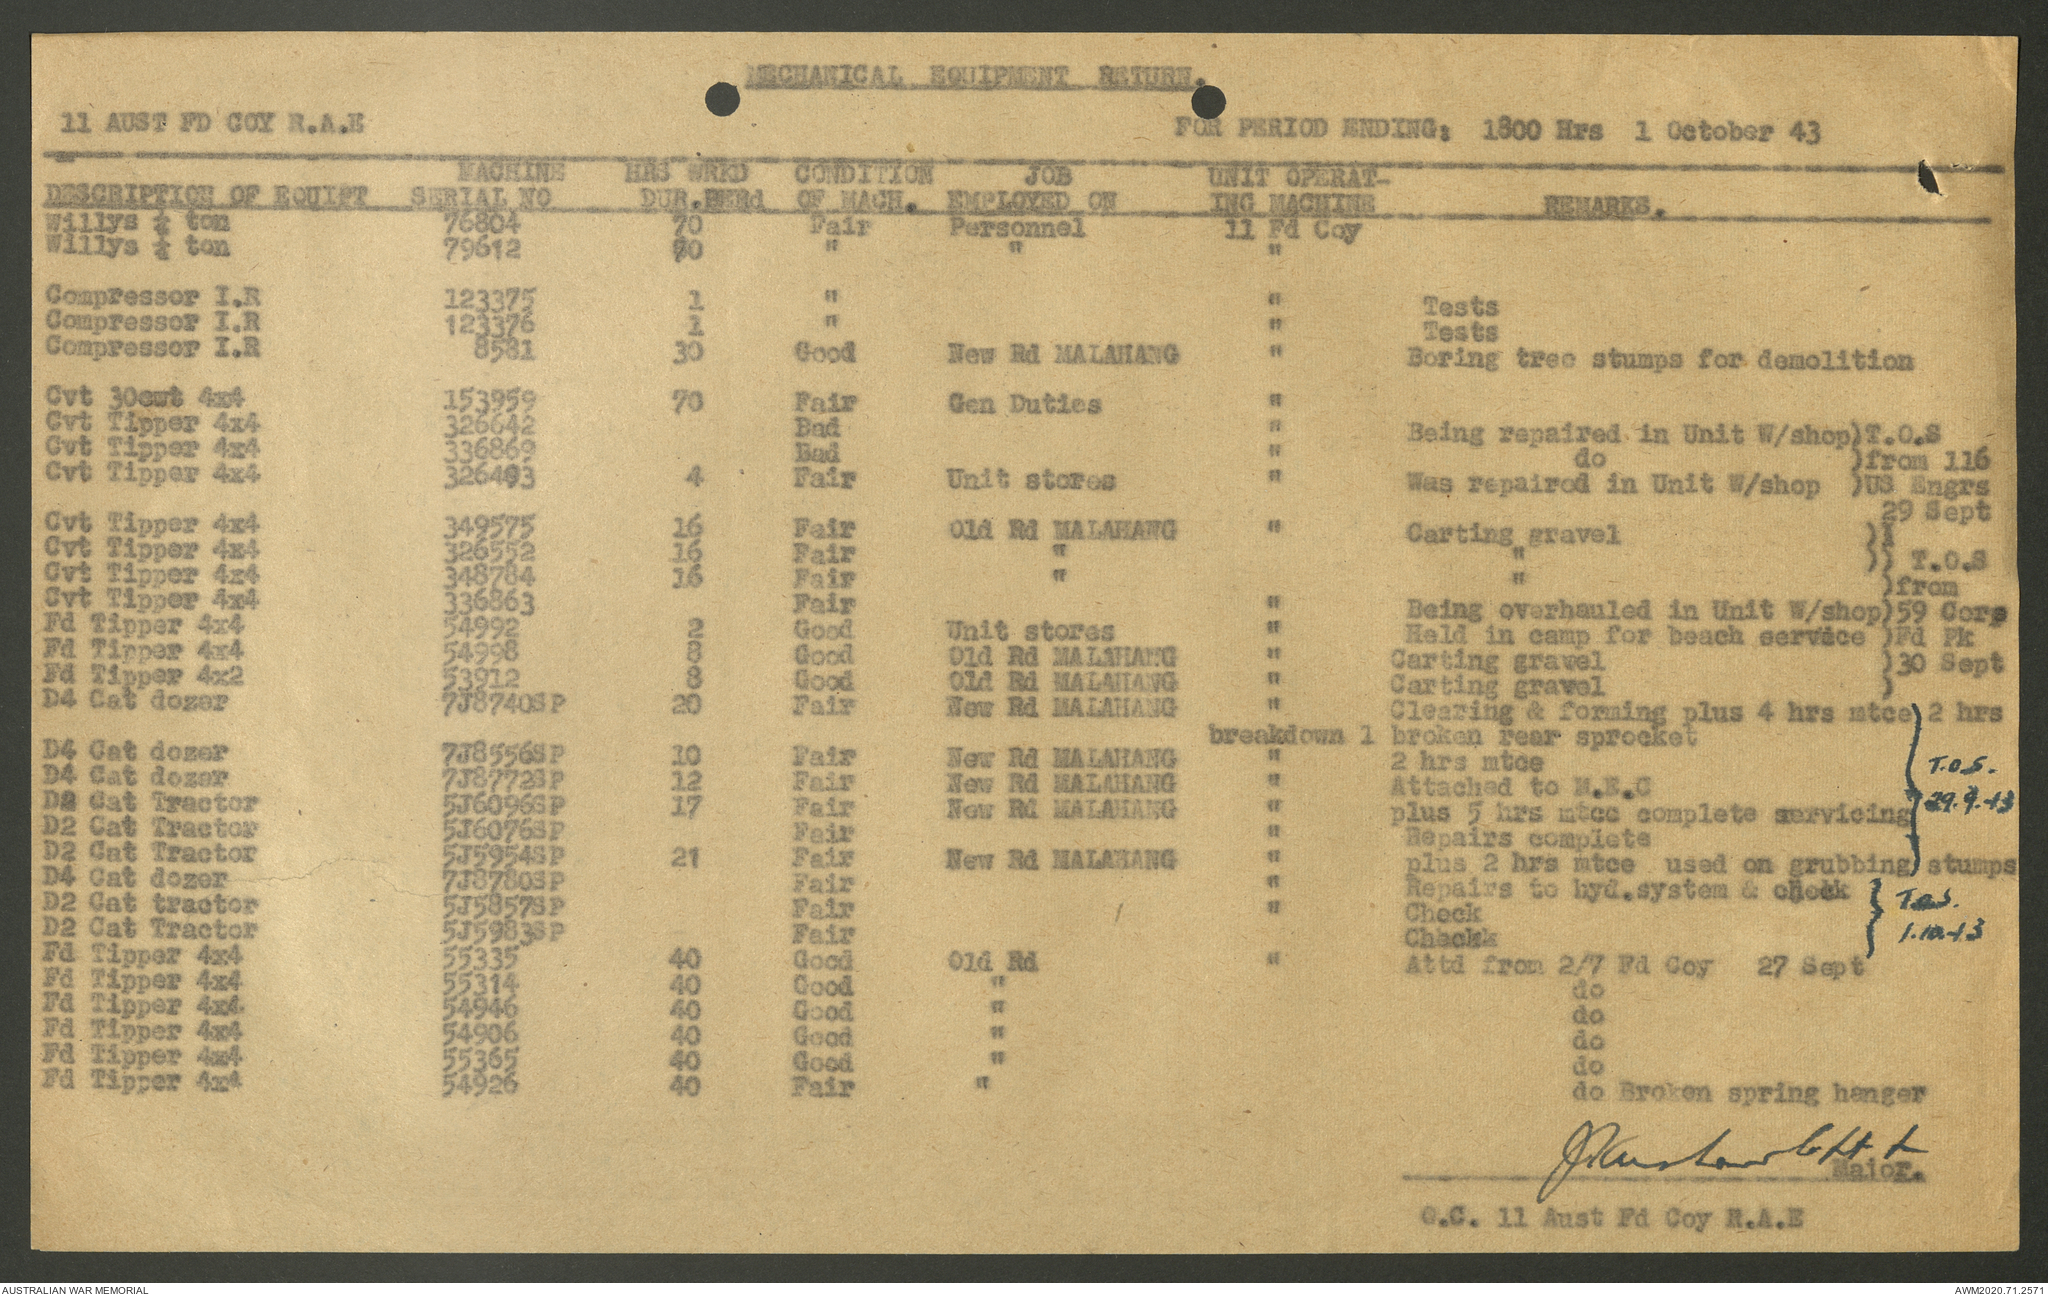 MECHANICAL EQUIPMENT RETURN.
11 AUST FD COY R.A.E FOR PERIOD ENDING: 1800 Hrs 1 October 43
DESCRIPTION OF EQUIPT MACHINE SERIAL NO HRS WRKD DUR.PERd CONDITION OF MACH. JOB EMPLOYED ON UNIT OPERAT-ING MACHINE REMARKS.
Willys ¼ ton 76804 70 Fair Personnel 11 Fd Coy
Willys ¼ ton 79612 70 " " "
Compressor I.R 123375 1 " " Tests
Compressor I.R 123376 1 " " Tests
Compressor I.R 8581 30 Good New Rd MALAHANG " Boring tree stumps for demolition
Cvt 30cwt 4x4 153959 70 Fair Gen Duties "
Cvt Tipper 4x4 326642 Bad " Being repaired in Unit W/shop)T.O.S
Cvt Tipper 4x4 336869 Bad " do )from 116
Cvt Tipper 4x4 326493 4 Fair Unit stores " Was repaired in Unit W/shop )US Engrs
29 Sept
Cvt Tipper 4x4 349575 16 Fair Old Rd MALAHANG " Carting gravel ))
Cvt Tipper 4x4 326552 16 Fair " " )) T.O.S
Cvt Tipper 4x4 348784 16 Fair " " )from
Cvt Tipper 4x4 336863 Fair " Being overhauled in Unit W/shop)59 Corps
Fd Tipper 4x4 54992 2 Good Unit stores " Held in camp for beach service )Fd Pk
Fd Tipper 4x4 54998 8 Good Old Rd MALAHANG " Carting gravel )30 Sept
Fd Tipper 4x2 53912 8 Good Old Rd MALAHANG " Carting gravel )
D4 Cat dozer 7J8740SP 20 Fair New Rd MALAHANG " Clearing & forming plus 4 hrs mtce 2 hrs
breakdown 1 broken rear sprocket
D4 Cat dozer 7J8556SP 10 Fair New Rd MALAHANG " 2 hrs mtce T.O.S.
D4 Cat dozer 7J8772SP 12 Fair New Rd MALAHANG " Attached to M.E.C 29.9.43
D2 Cat Tractor 5J6096SP 17 Fair New Rd MALAHANG " plus 5 hrs mtce complete servicing
D2 Cat Tractor 5J6076SP Fair " Repairs complete
D2 Cat Tractor 5J5954SP 21 Fair New Rd MALAHANG " plus 2 hrs mtce used on grubbing stumps
D4 Cat dozer 7J8780SP Fair " Repairs to hyd.system & check T.O.S.
D2 Cat tractor 5J5857SP Fair " Check 1.10.43
D2 Cat Tractor 5J5983SP Fair Checkk
Fd Tipper 4x4 55335 40 Good Old Rd " Attd from 2/7 Fd Coy 27 Sept
Fd Tipper 4x4 55314 40 Good " do
Fd Tipper 4x4 54946 40 Good " do
Fd Tipper 4x4 54906 40 Good " do
Fd Tipper 4x4 55365 40 Good " do
Fd Tipper 4x4 54926 40 Fair " do Broken spring hanger
Major.
O.C. 11 Aust Fd Coy R.A.E
AUSTRALIAN WAR MEMORIAL AWM2020.71.2571